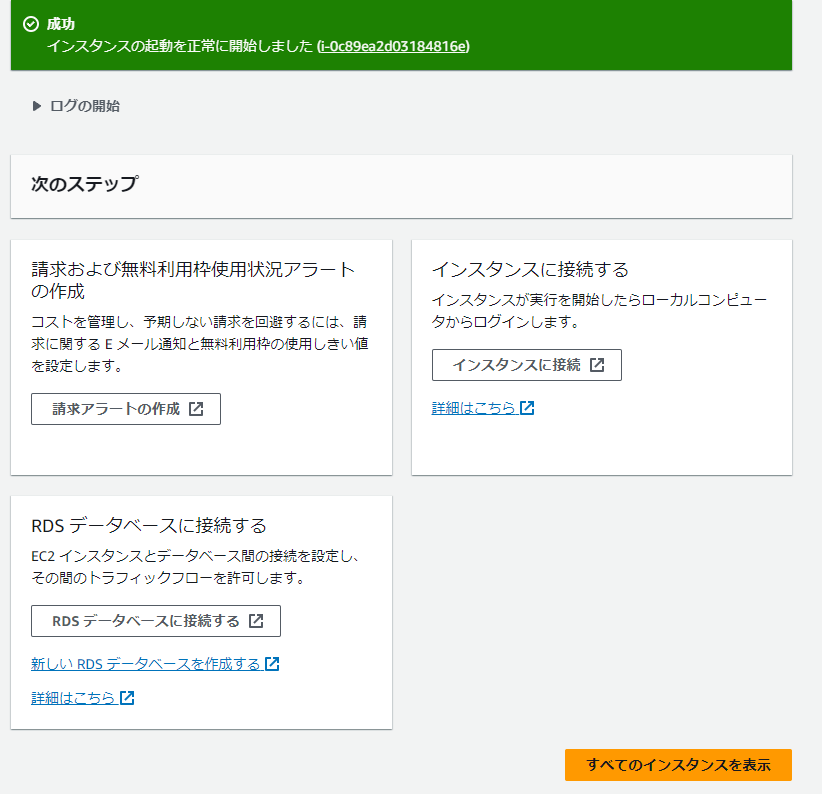 成功
インスタンスの起動を正常に開始しました (i-0c89ea2d03184816e)
ログの開始
次のステップ
請求および無料利用枠使用状況アラート
の作成
コストを管理し、予期しない請求を回避するには、請
求に関する E メール通知と無料利用枠の使用しきい値
を設定します。
請求アラートの作成
インスタンスに接続する
インスタンスが実行を開始したらローカルコンピュー
タからログインします。
インスタンスに接続
詳細はこちら
RDS データベースに接続する
EC2 インスタンスとデータベース間の接続を設定し、
その間のトラフィックフローを許可します。
RDS データベースに接続する
新しい RDS データベースを作成する
詳細はこちら
すべてのインスタンスを表示